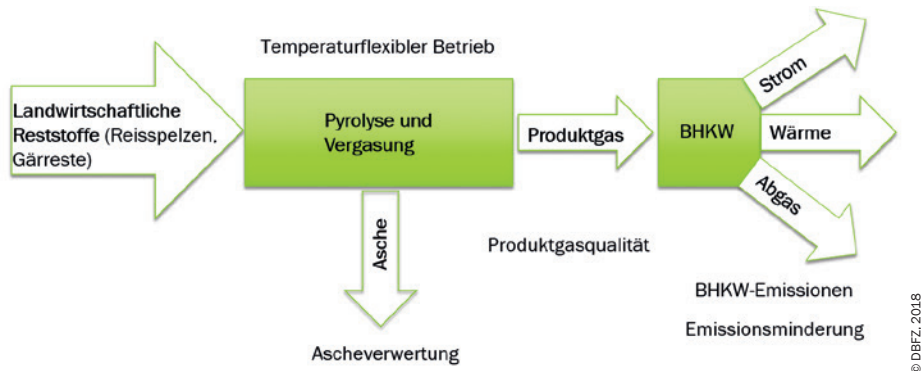 Temperaturflexibler Betrieb
Landwirtschaftliche
Reststoffe (Reisspelzen,
Gärreste)
Pyrolyse und
Vergasung
Produktgas
BHKW
Strom
Wärme
Abgas
Asche
Produktgasqualität
BHKW-Emissionen
Emissionsminderung
Ascheverwertung
© DBFZ, 2018